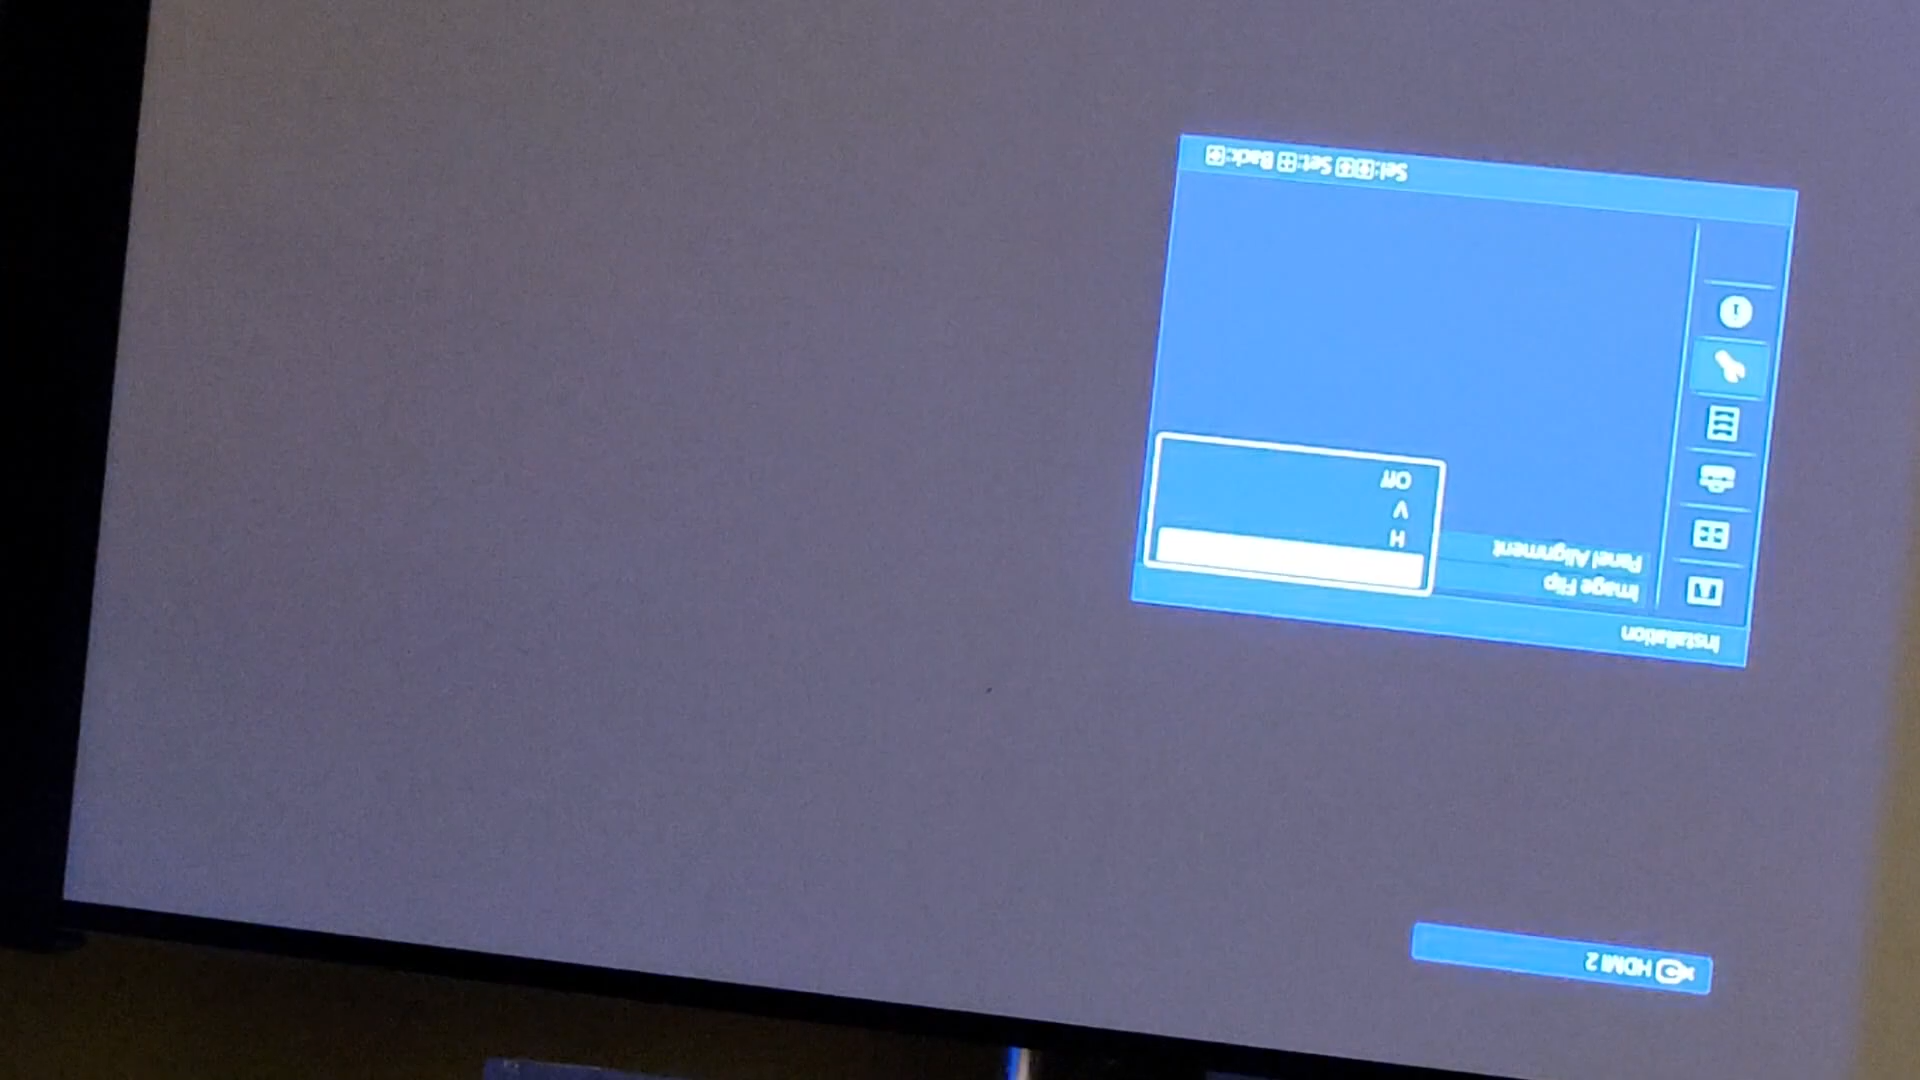 HDMI 2
Installation
Image Flip
Panel Alignment
H
V
Off
Sel: Set: Back: